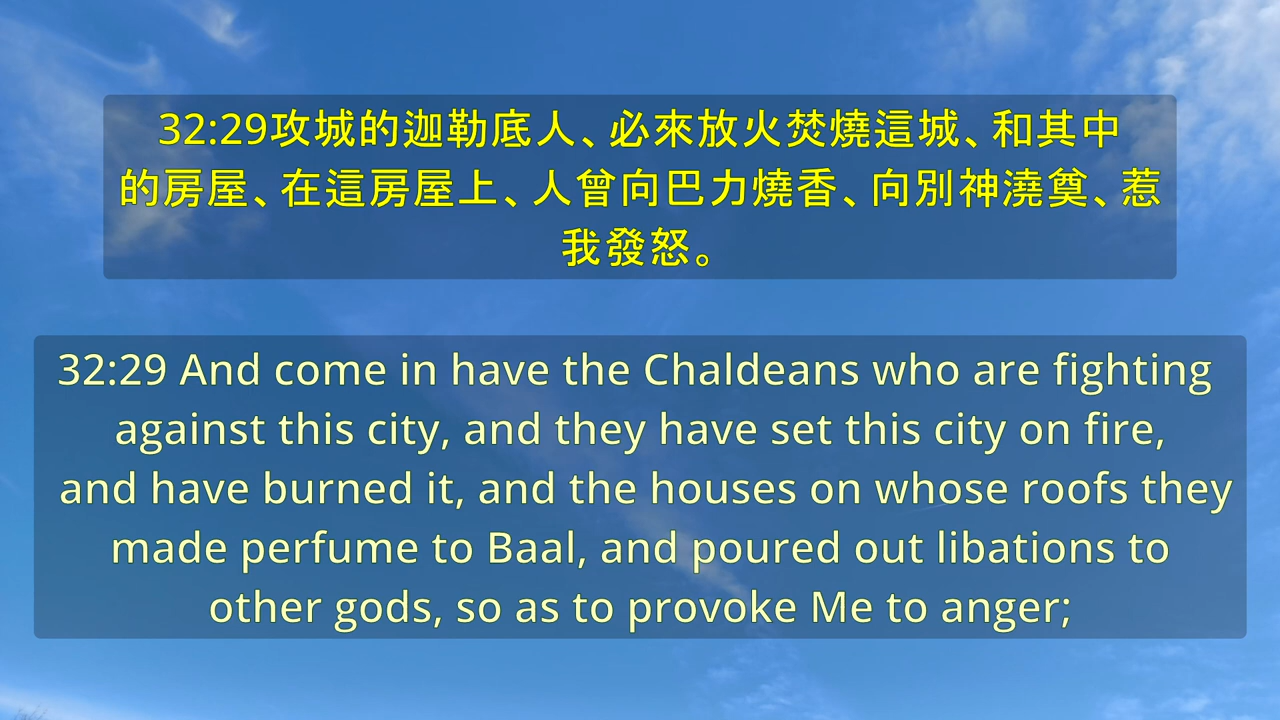 32:29攻城的迦勒底人、必來放火焚燒這城、和其中
的房屋、在這房屋上、人曾向巴力燒香、向別神澆奠、惹
我發怒。
32:29 And come in have the Chaldeans who are fighting
against this city, and they have set this city on fire,
and have burned it, and the houses on whose roofs they
made perfume to Baal, and poured out libations to
other gods, so as to provoke Me to anger;